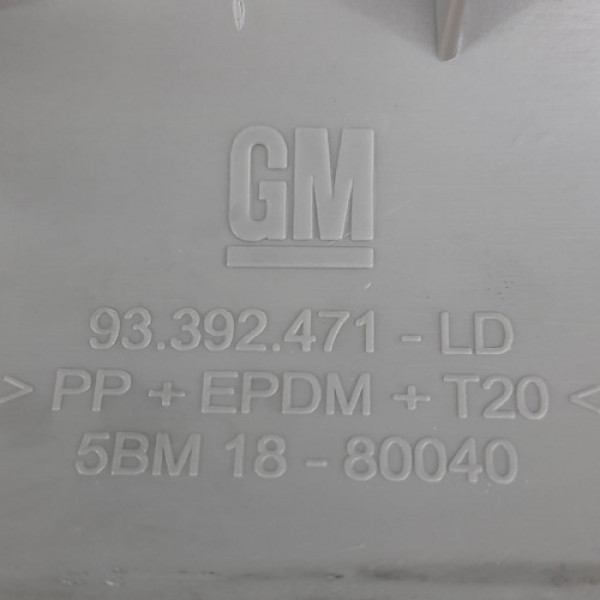 GM
93.392.471 - LD
> PP + EPDM + T20 <
5BM 18 - 80040